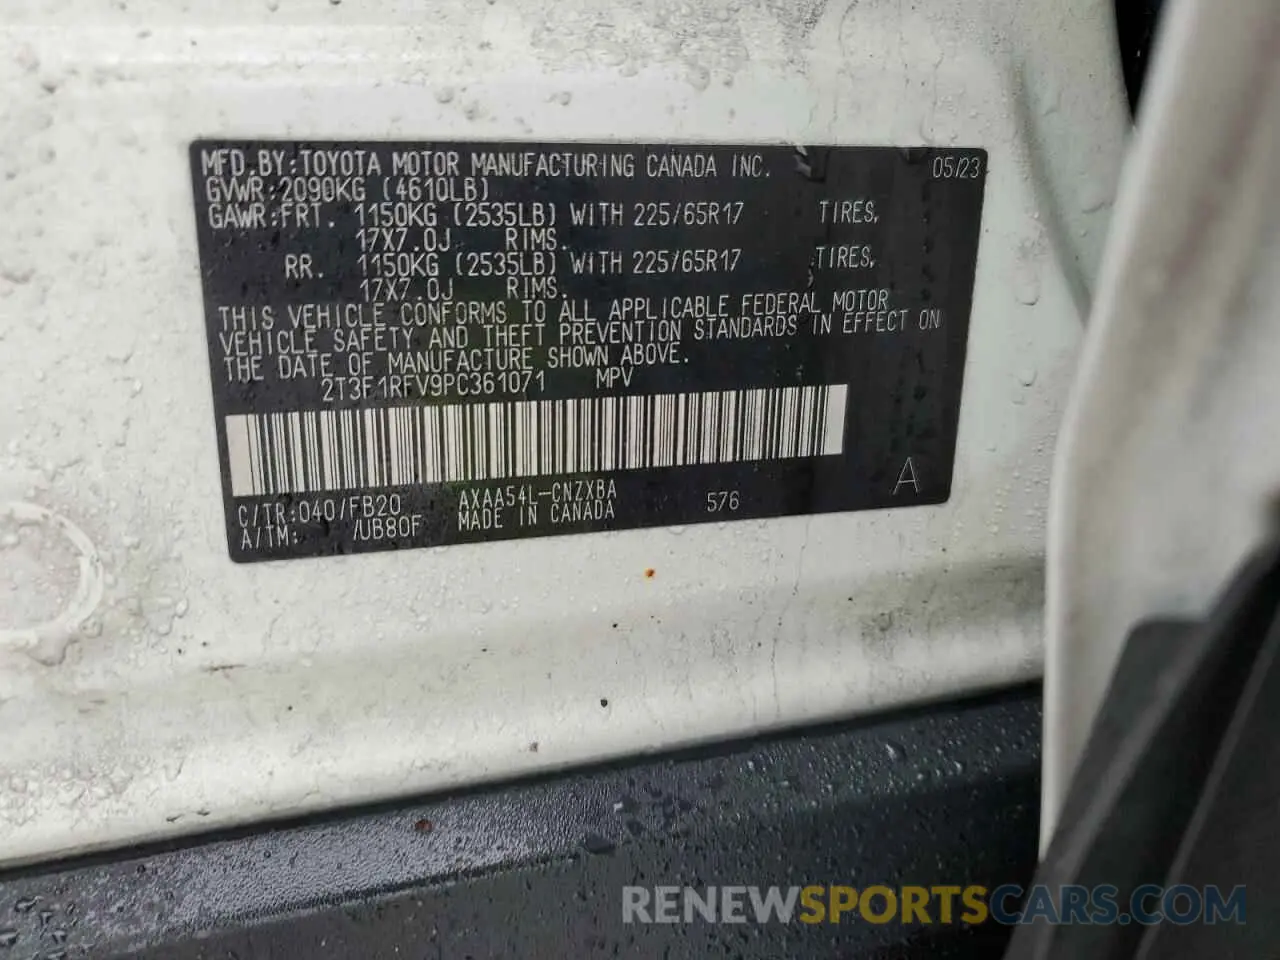 MFD.BY:TOYOTA MOTOR MANUFACTURING CANADA INC. 05/23
GVWR:2090KG (4610LB)
GAWR:FRT. 1150KG (2535LB) WITH 225/65R17 TIRES,
17X7.0J RIMS.
RR. 1150KG (2535LB) WITH 225/65R17 TIRES,
17X7.0J RIMS.
THIS VEHICLE CONFORMS TO ALL APPLICABLE FEDERAL MOTOR
VEHICLE SAFETY AND THEFT PREVENTION STANDARDS IN EFFECT ON
THE DATE OF MANUFACTURE SHOWN ABOVE.
2T3F1RFV9PC361071 MPV
C/TR:040/FB20 AXAA54L-CNZXBA 576 A
A/TM: /UB80F MADE IN CANADA
RENEWSPORTSCARS.COM